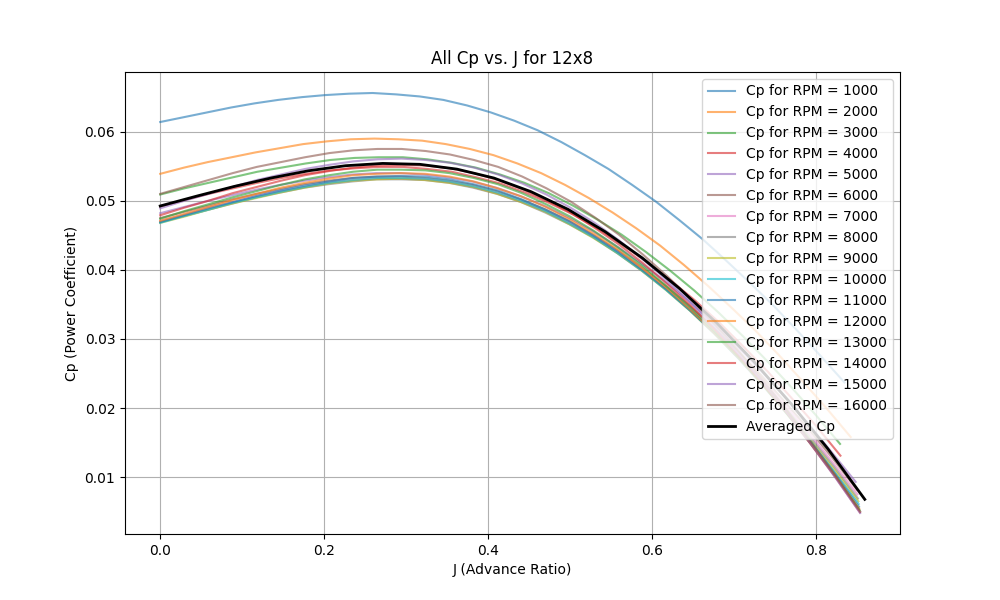 All Cp vs. J for 12x8
Cp (Power Coefficient)
0.06
0.05
0.04
0.03
0.02
0.01
Cp for RPM = 1000
Cp for RPM = 2000
Cp for RPM = 3000
Cp for RPM = 4000
Cp for RPM = 5000
Cp for RPM = 6000
Cp for RPM = 7000
Cp for RPM = 8000
Cp for RPM = 9000
Cp for RPM = 10000
Cp for RPM = 11000
Cp for RPM = 12000
Cp for RPM = 13000
Cp for RPM = 14000
Cp for RPM = 15000
Cp for RPM = 16000
Averaged Cp
0.0
0.2
0.4
0.6
0.8
J (Advance Ratio)